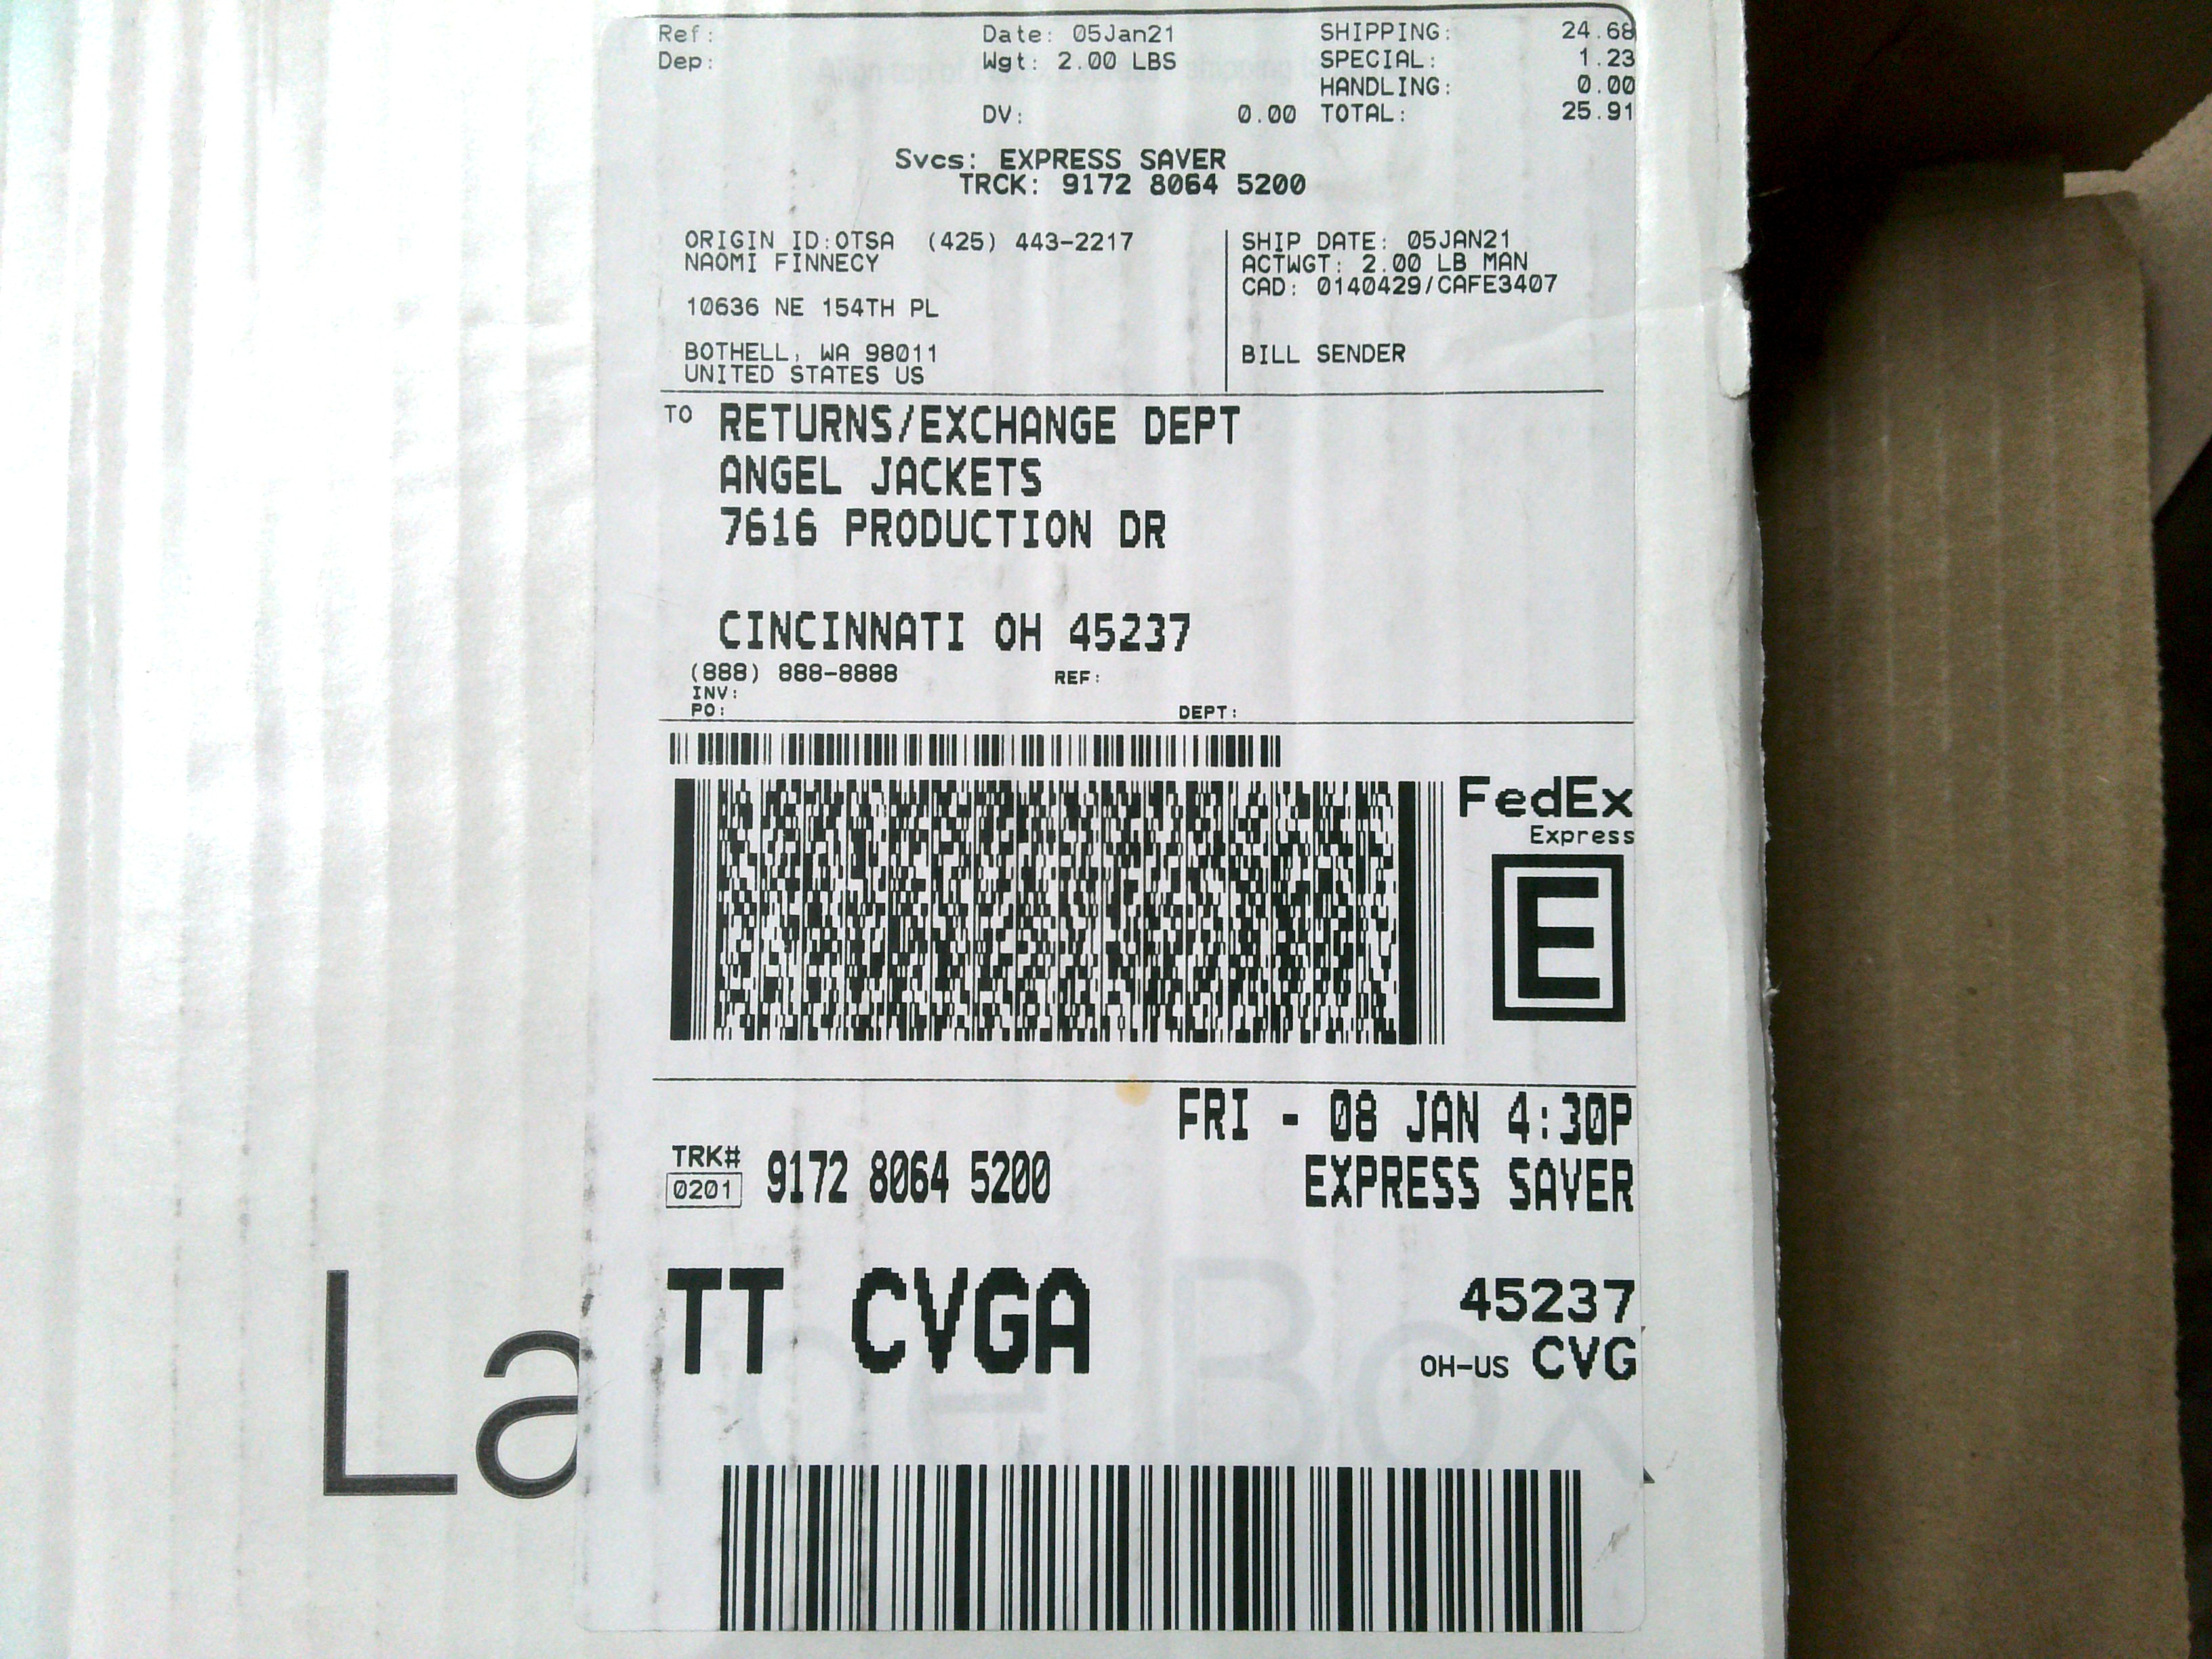 Ref: Date: 05Jan21 SHIPPING: 24.68
Dep: Wgt: 2.00 LBS SPECIAL: 1.23
HANDLING: 0.00
DV: 0.00 TOTAL: 25.91
Svcs: EXPRESS SAVER
TRCK: 9172 8064 5200
ORIGIN ID:OTSA (425) 443-2217
NAOMI FINNECY
10636 NE 154TH PL
BOTHELL, WA 98011
UNITED STATES US
SHIP DATE: 05JAN21
ACTWGT: 2.00 LB MAN
CAD: 0140429/CAFE3407
BILL SENDER
TO RETURNS/EXCHANGE DEPT
ANGEL JACKETS
7616 PRODUCTION DR
CINCINNATI OH 45237
(888) 888-8888 REF:
INV:
PO: DEPT:
FedEx
Express
E
FRI - 08 JAN 4:30P
TRK# 9172 8064 5200 EXPRESS SAVER
0201
TT CVGA 45237
OH-US CVG
Large Box